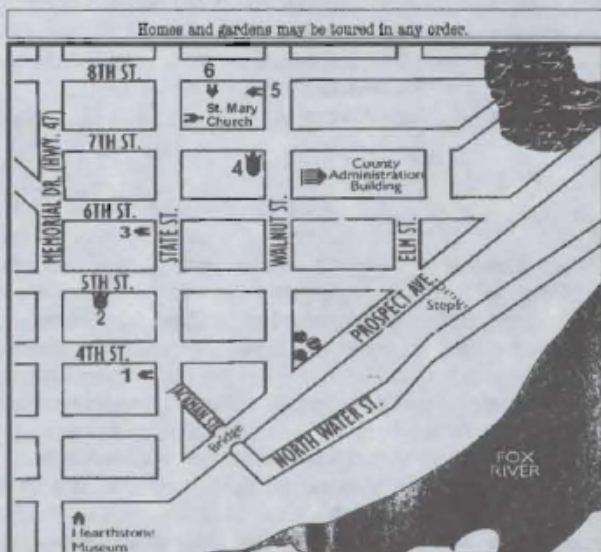 Homes and gardens may be toured in any order.
8TH ST.
6
5
St. Mary
Church
MEMORIAL DR. (HWY. 47)
7TH ST.
4
County
Administration
Building
6TH ST.
3
STATE ST.
WALNUT ST.
ELM ST.
5TH ST.
2
PROSPECT AVE.
Steps
4TH ST.
1
JACKMAN ST.
Bridge
NORTH WATER ST.
FOX
RIVER
Hearthstone
Museum